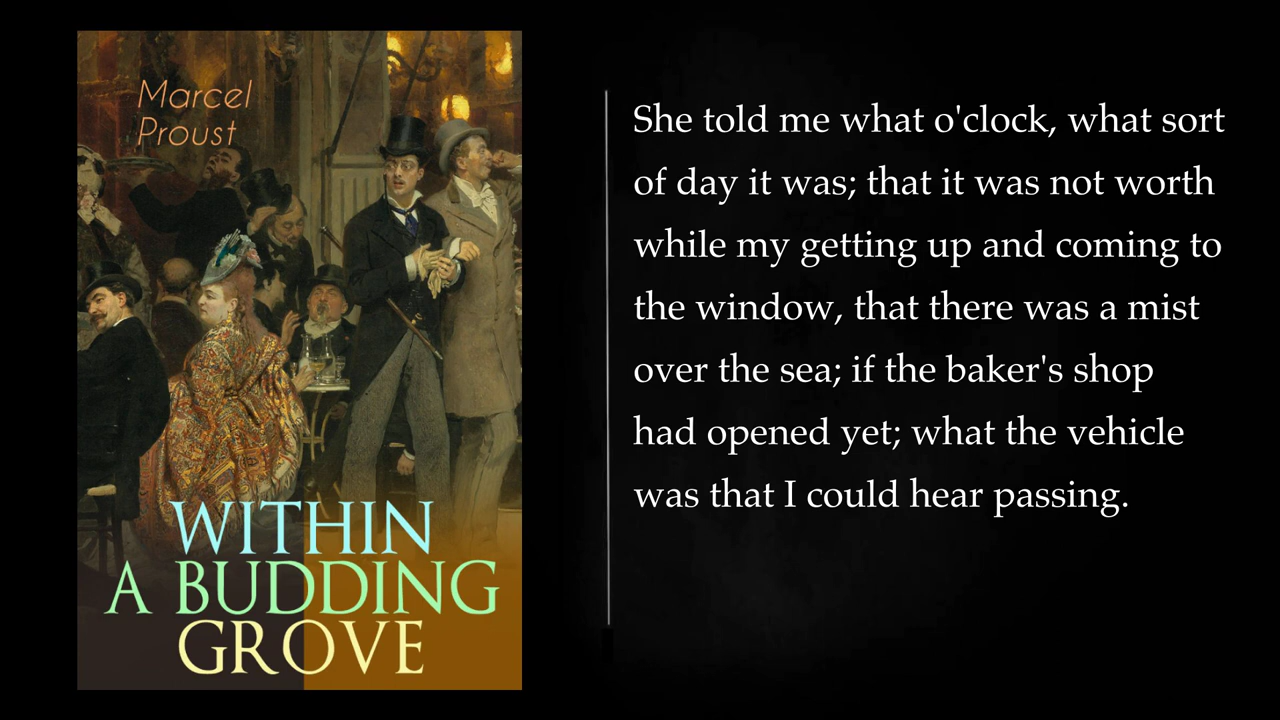 Marcel
Proust
WITHIN
A BUDDING
GROVE
She told me what o'clock, what sort
of day it was; that it was not worth
while my getting up and coming to
the window, that there was a mist
over the sea; if the baker's shop
had opened yet; what the vehicle
was that I could hear passing.